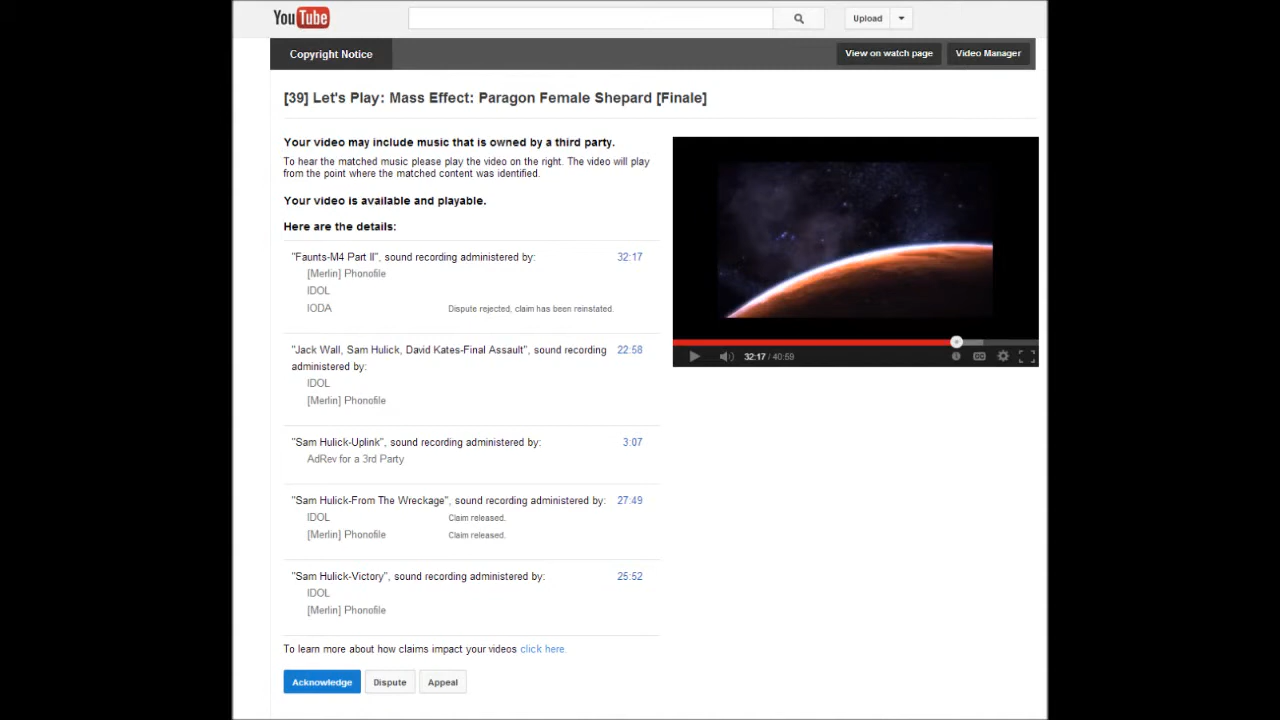 YouTube
Upload
Copyright Notice
View on watch page
Video Manager
[39] Let's Play: Mass Effect: Paragon Female Shepard [Finale]
Your video may include music that is owned by a third party.
To hear the matched music please play the video on the right. The video will play
from the point where the matched content was identified.
Your video is available and playable.
Here are the details:
"Faunts-M4 Part II", sound recording administered by: 32:17
[Merlin] Phonofile
IDOL
IODA Dispute rejected, claim has been reinstated.
"Jack Wall, Sam Hulick, David Kates-Final Assault", sound recording 22:58
administered by:
IDOL
[Merlin] Phonofile
"Sam Hulick-Uplink", sound recording administered by: 3:07
AdRev for a 3rd Party
"Sam Hulick-From The Wreckage", sound recording administered by: 27:49
IDOL Claim released.
[Merlin] Phonofile Claim released.
"Sam Hulick-Victory", sound recording administered by: 25:52
IDOL
[Merlin] Phonofile
To learn more about how claims impact your videos click here.
Acknowledge
Dispute
Appeal
32:17 / 40:59
CC